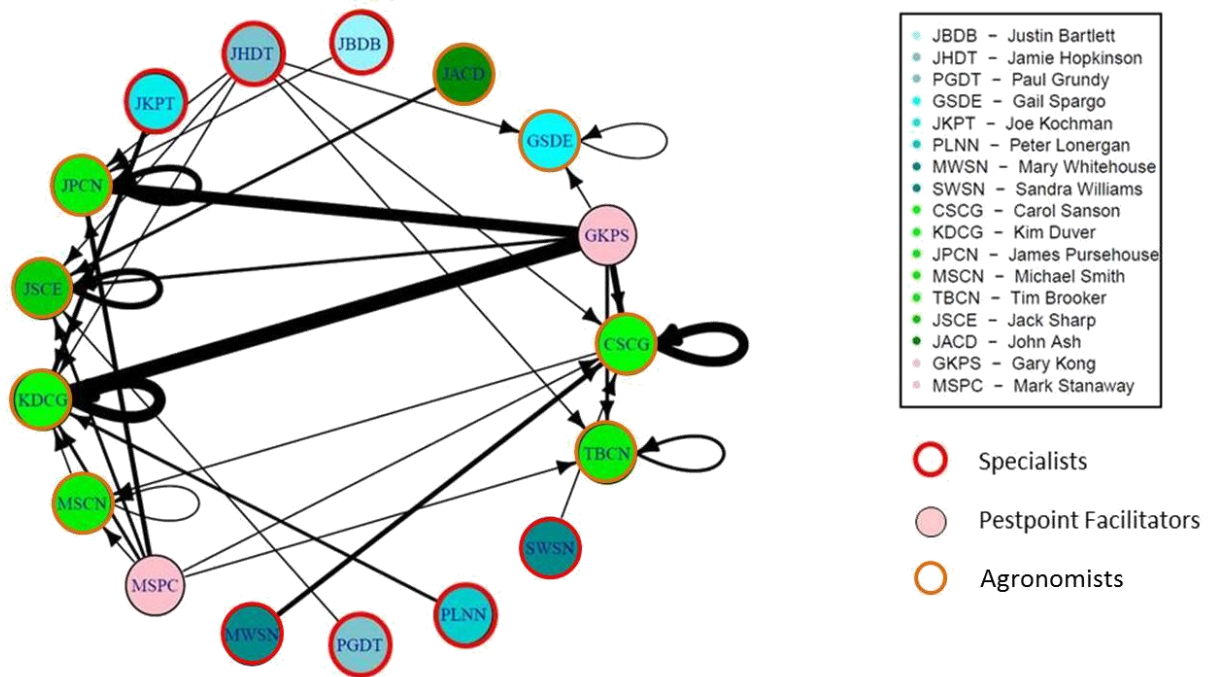 JHDT
JBDB
JACD
JKPT
GSDE
JPCN
GKPS
JSCE
CSCG
KDCG
TBCN
MSCN
SWSN
MSPC
MWSN
PGDT
PLNN
JBDB – Justin Bartlett
JHDT – Jamie Hopkinson
PGDT – Paul Grundy
GSDE – Gail Spargo
JKPT – Joe Kochman
PLNN – Peter Lonergan
MWSN – Mary Whitehouse
SWSN – Sandra Williams
CSCG – Carol Sanson
KDCG – Kim Duver
JPCN – James Pursehouse
MSCN – Michael Smith
TBCN – Tim Brooker
JSCE – Jack Sharp
JACD – John Ash
GKPS – Gary Kong
MSPC – Mark Stanaway
Specialists
Pestpoint Facilitators
Agronomists